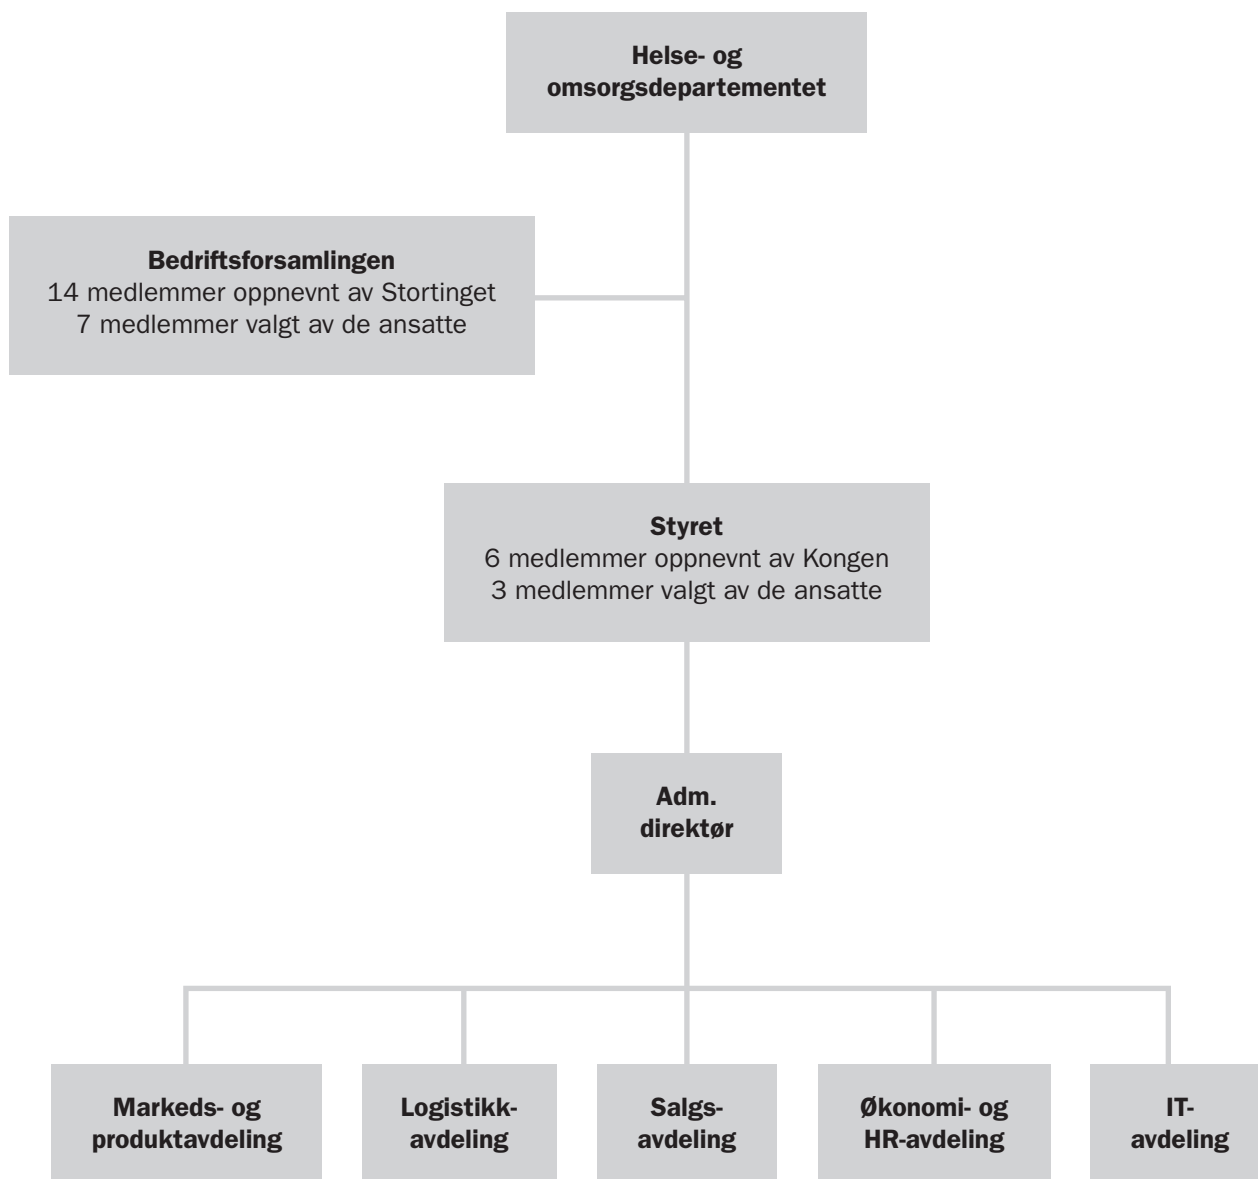 Helse- og
omsorgsdepartementet
Bedriftsforsamlingen
14 medlemmer oppnevnt av Stortinget
7 medlemmer valgt av de ansatte
Styret
6 medlemmer oppnevnt av Kongen
3 medlemmer valgt av de ansatte
Adm.
direktør
Markeds- og
produktavdeling
Logistikk-
avdeling
Salgs-
avdeling
Økonomi- og
HR-avdeling
IT-
avdeling